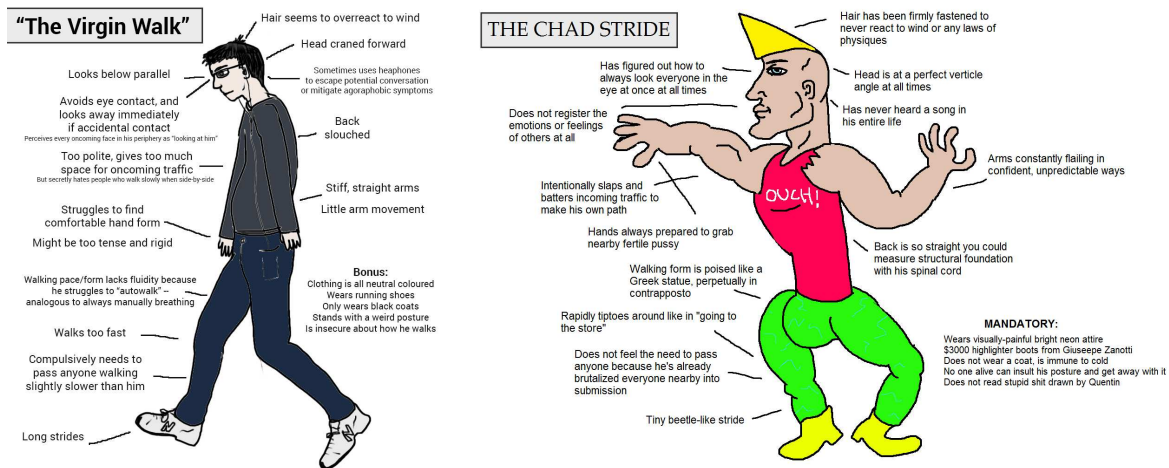 "The Virgin Walk"
Hair seems to overreact to wind
Head craned forward
Looks below parallel
Sometimes uses heaphones
to escape potential conversation
or mitigate agoraphobic symptoms
Avoids eye contact, and
looks away immediately
if accidental contact
Perceives every oncoming face in his periphery as "looking at him"
Back
slouched
Too polite, gives too much
space for oncoming traffic
But secretly hates people who walk slowly when side-by-side
Stiff, straight arms
Little arm movement
Struggles to find
comfortable hand form
Might be too tense and rigid
Walking pace/form lacks fluidity because
he struggles to "autowalk" --
analogous to always manually breathing
Bonus:
Clothing is all neutral coloured
Wears running shoes
Only wears black coats
Stands with a weird posture
Is insecure about how he walks
Walks too fast
Compulsively needs to
pass anyone walking
slightly slower than him
Long strides
THE CHAD STRIDE
Hair has been firmly fastened to
never react to wind or any laws of
physiques
Has figured out how to
always look everyone in the
eye at once at all times
Head is at a perfect verticle
angle at all times
Has never heard a song in
his entire life
Does not register the
emotions or feelings
of others at all
Arms constantly flailing in
confident, unpredictable ways
Intentionally slaps and
batters incoming traffic to
make his own path
OUCH!
Hands always prepared to grab
nearby fertile pussy
Back is so straight you could
measure structural foundation
with his spinal cord
Walking form is poised like a
Greek statue, perpetually in
contrapposto
Rapidly tiptoes around like in "going to
the store"
MANDATORY:
Wears visually-painful bright neon attire
$3000 highlighter boots from Giuseepe Zanotti
Does not wear a coat, is immune to cold
No one alive can insult his posture and get away with it
Does not read stupid shit drawn by Quentin
Does not feel the need to pass
anyone because he's already
brutalized everyone nearby into
submission
Tiny beetle-like stride